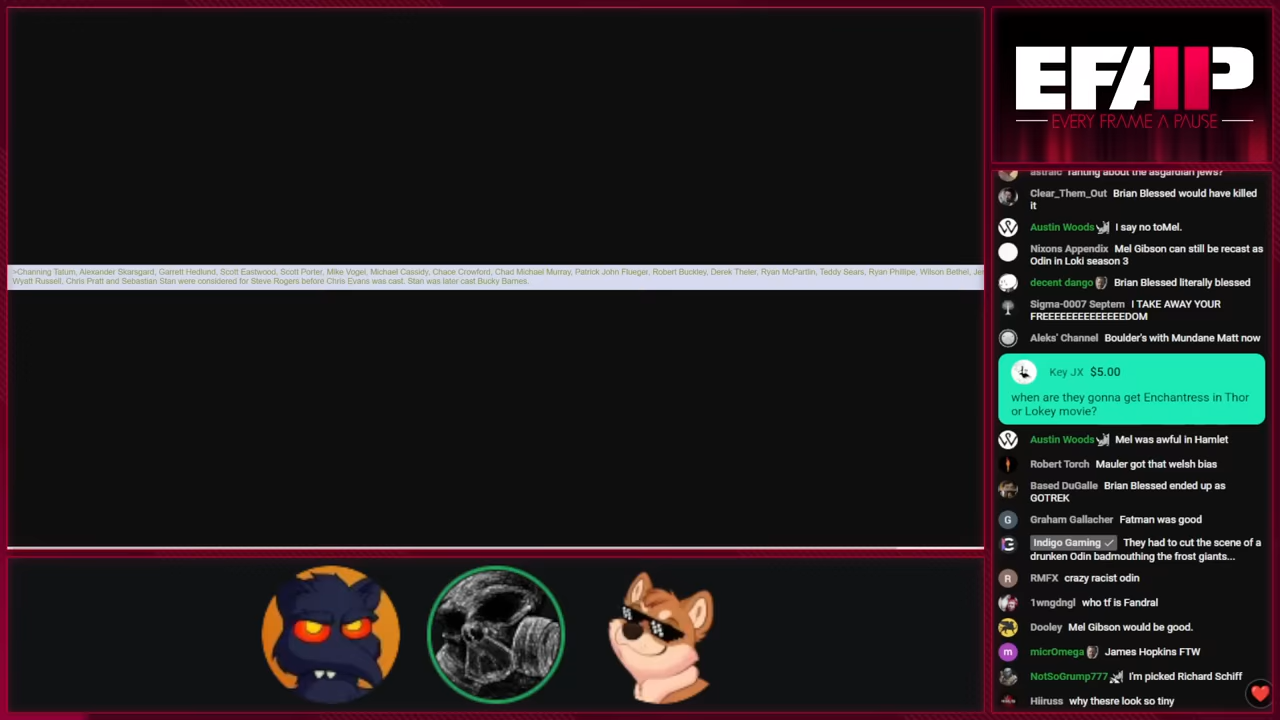 >Channing Tatum, Alexander Skarsgard, Garrett Hedlund, Scott Eastwood, Scott Porter, Mike Vogel, Michael Cassidy, Chace Crawford, Chad Michael Murray, Patrick John Flueger, Robert Buckley, Derek Theler, Ryan McPartlin, Teddy Sears, Ryan Phillipe, Wilson Bethel, Jen
Wyatt Russell, Chris Pratt and Sebastian Stan were considered for Steve Rogers before Chris Evans was cast. Stan was later cast Bucky Barnes.
EFAP
EVERY FRAME A PAUSE
astralc ranting about the asgardian jews?
Clear_Them_Out Brian Blessed would have killed
it
Austin Woods I say no toMel.
Nixons Appendix Mel Gibson can still be recast as
Odin in Loki season 3
decent dango Brian Blessed literally blessed
Sigma-0007 Septem I TAKE AWAY YOUR
FREEEEEEEEEEEEEEDOM
Aleks' Channel Boulder's with Mundane Matt now
Key JX $5.00
when are they gonna get Enchantress in Thor
or Lokey movie?
Austin Woods Mel was awful in Hamlet
Robert Torch Mauler got that welsh bias
Based DuGalle Brian Blessed ended up as
GOTREK
G Graham Gallacher Fatman was good
Indigo Gaming They had to cut the scene of a
drunken Odin badmouthing the frost giants...
R RMFX crazy racist odin
1wngdngl who tf is Fandral
Dooley Mel Gibson would be good.
m micrOmega James Hopkins FTW
NotSoGrump777 I'm picked Richard Schiff
Hiiruss why thesre look so tiny